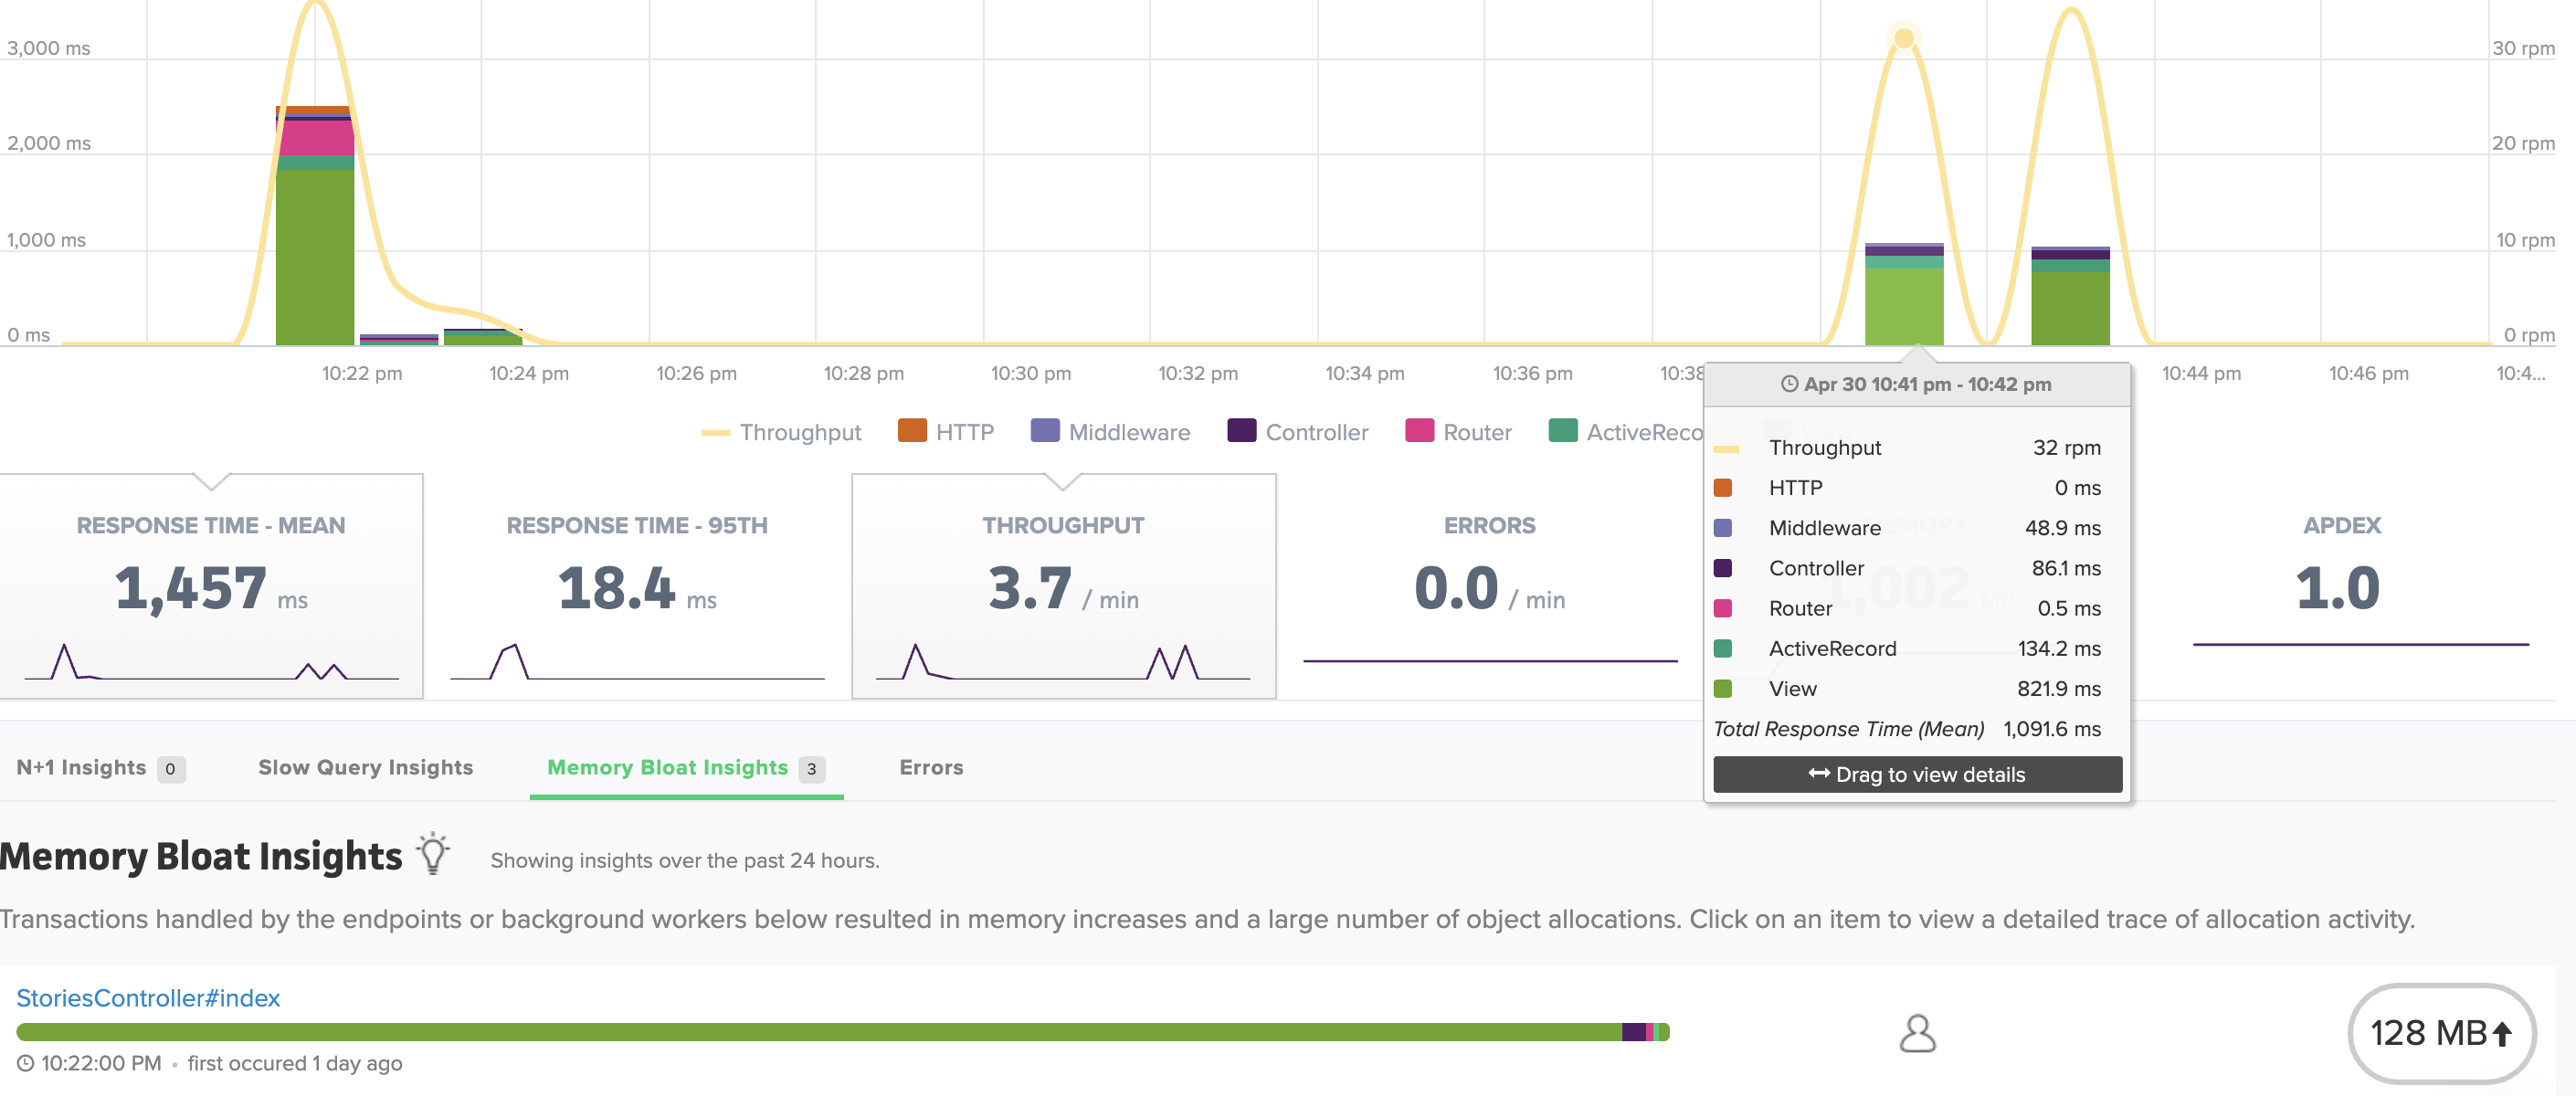 3,000 ms
30 rpm
2,000 ms
20 rpm
1,000 ms
10 rpm
0 ms
0 rpm
10:22 pm 10:24 pm 10:26 pm 10:28 pm 10:30 pm 10:32 pm 10:34 pm 10:36 pm 10:38 10:44 pm 10:46 pm 10:4...
Throughput HTTP Middleware Controller Router ActiveRecord
Apr 30 10:41 pm - 10:42 pm
Throughput 32 rpm
HTTP 0 ms
Middleware 48.9 ms
Controller 86.1 ms
Router 0.5 ms
ActiveRecord 134.2 ms
View 821.9 ms
Total Response Time (Mean) 1,091.6 ms
Drag to view details
RESPONSE TIME - MEAN
1,457 ms
RESPONSE TIME - 95TH
18.4 ms
THROUGHPUT
3.7 / min
ERRORS
0.0 / min
MEMORY
1,002 MB
APDEX
1.0
N+1 Insights 0 Slow Query Insights Memory Bloat Insights 3 Errors
Memory Bloat Insights Showing insights over the past 24 hours.
Transactions handled by the endpoints or background workers below resulted in memory increases and a large number of object allocations. Click on an item to view a detailed trace of allocation activity.
StoriesController#index
10:22:00 PM • first occured 1 day ago
128 MB